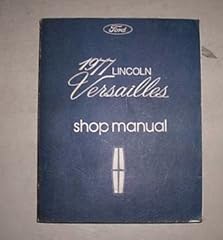 Ford
1977 LINCOLN
Versailles
shop manual